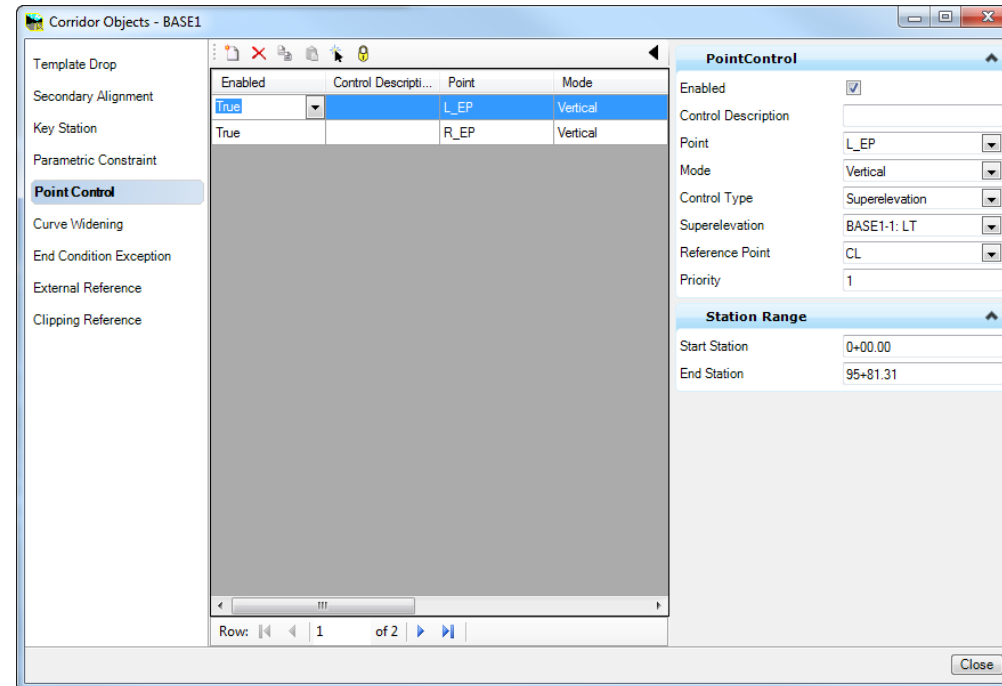 Corridor Objects - BASE1
Template Drop
Secondary Alignment
Key Station
Parametric Constraint
Point Control
Curve Widening
End Condition Exception
External Reference
Clipping Reference
Enabled Control Descripti... Point Mode
True L_EP Vertical
True R_EP Vertical
Row: 1 of 2
PointControl
Enabled
Control Description
Point L_EP
Mode Vertical
Control Type Superelevation
Superelevation BASE1-1: LT
Reference Point CL
Priority 1
Station Range
Start Station 0+00.00
End Station 95+81.31
Close